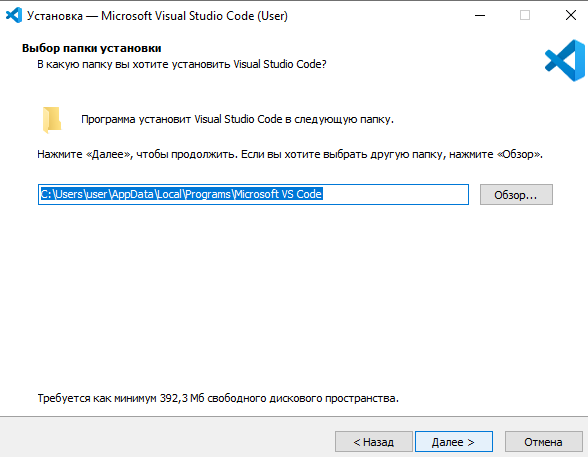 Установка — Microsoft Visual Studio Code (User)
Выбор папки установки
В какую папку вы хотите установить Visual Studio Code?
Программа установит Visual Studio Code в следующую папку.
Нажмите «Далее», чтобы продолжить. Если вы хотите выбрать другую папку, нажмите «Обзор».
C:\Users\user\AppData\Local\Programs\Microsoft VS Code
Обзор...
Требуется как минимум 392,3 Мб свободного дискового пространства.
< Назад
Далее >
Отмена